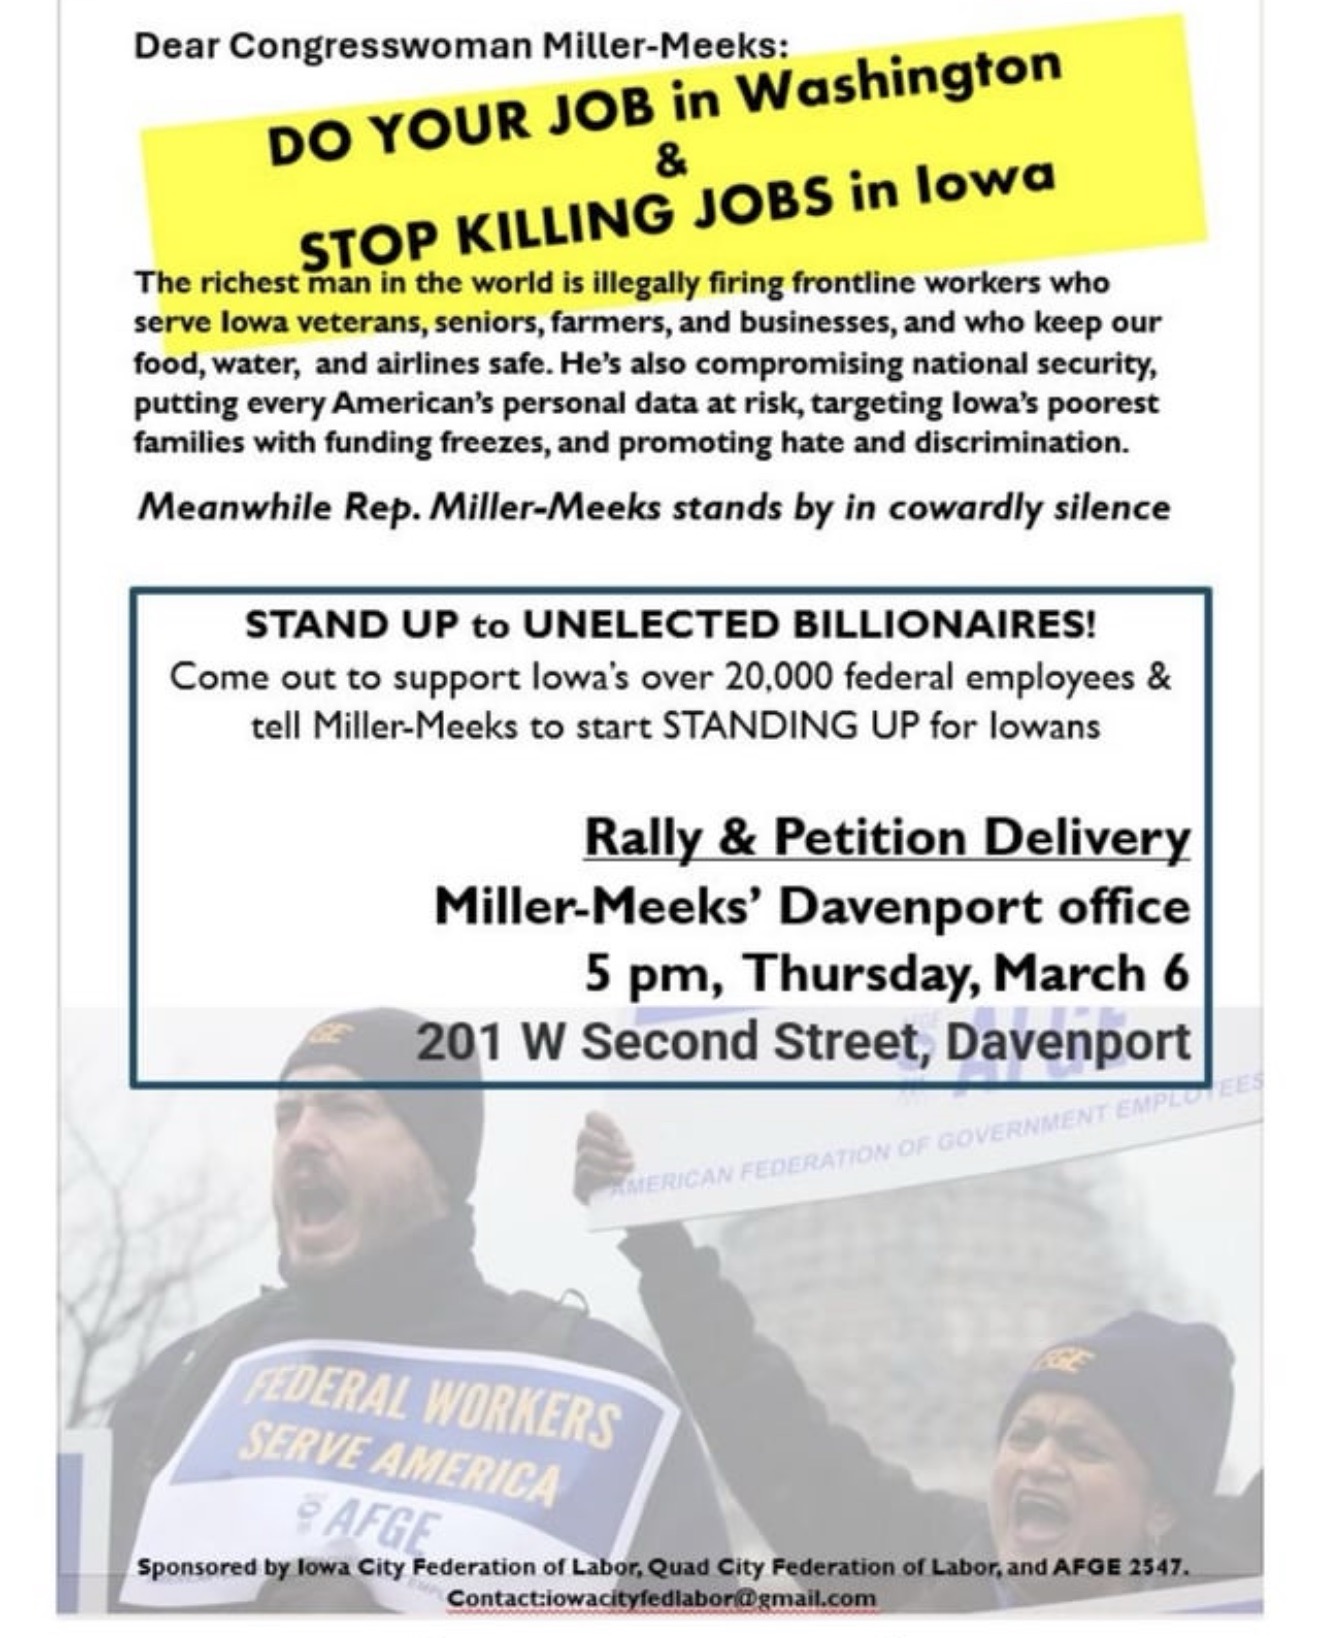 Dear Congresswoman Miller-Meeks:
DO YOUR JOB in Washington
&
STOP KILLING JOBS in Iowa
The richest man in the world is illegally firing frontline workers who
serve Iowa veterans, seniors, farmers, and businesses, and who keep our
food, water, and airlines safe. He's also compromising national security,
putting every American's personal data at risk, targeting Iowa's poorest
families with funding freezes, and promoting hate and discrimination.
Meanwhile Rep. Miller-Meeks stands by in cowardly silence
STAND UP to UNELECTED BILLIONAIRES!
Come out to support Iowa's over 20,000 federal employees &
tell Miller-Meeks to start STANDING UP for Iowans
Rally & Petition Delivery
Miller-Meeks' Davenport office
5 pm, Thursday, March 6
201 W Second Street, Davenport
AFGE
AMERICAN FEDERATION OF GOVERNMENT EMPLOYEES
FEDERAL WORKERS
SERVE AMERICA
AFGE
Sponsored by Iowa City Federation of Labor, Quad City Federation of Labor, and AFGE 2547.
Contact:iowacityfedlabor@gmail.com